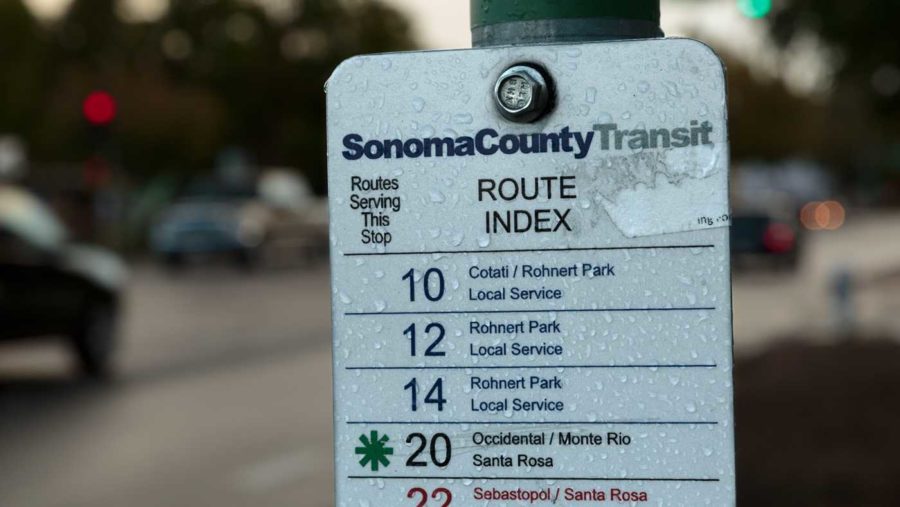 SonomaCountyTransit
Routes
Serving
This
Stop
ROUTE
INDEX
10 Cotati / Rohnert Park
Local Service
12 Rohnert Park
Local Service
14 Rohnert Park
Local Service
20 Occidental / Monte Rio
Santa Rosa
22 Sebastopol / Santa Rosa